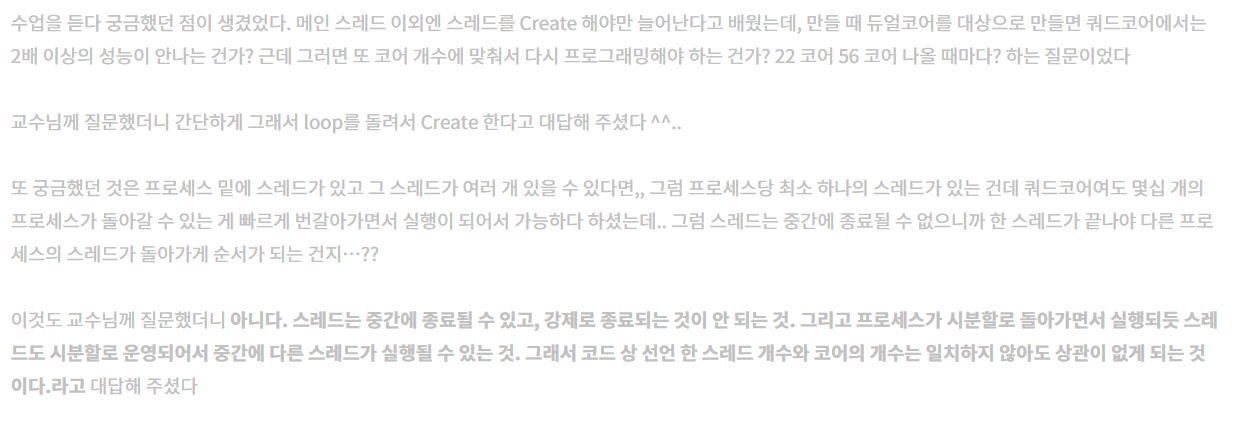 수업을 듣다 궁금했던 점이 생겼었다. 메인 스레드 이외엔 스레드를 Create 해야만 늘어난다고 배웠는데, 만들 때 듀얼코어를 대상으로 만들면 쿼드코어에서는
2배 이상의 성능이 안나는 건가? 근데 그러면 또 코어 개수에 맞춰서 다시 프로그래밍해야 하는 건가? 22 코어 56 코어 나올 때마다? 하는 질문이었다
교수님께 질문했더니 간단하게 그래서 loop를 돌려서 Create 한다고 대답해 주셨다 ^^..
또 궁금했던 것은 프로세스 밑에 스레드가 있고 그 스레드가 여러 개 있을 수 있다면,, 그럼 프로세스당 최소 하나의 스레드가 있는 건데 쿼드코어여도 몇십 개의
프로세스가 돌아갈 수 있는 게 빠르게 번갈아가면서 실행이 되어서 가능하다 하셨는데.. 그럼 스레드는 중간에 종료될 수 없으니까 한 스레드가 끝나야 다른 프로
세스의 스레드가 돌아가게 순서가 되는 건지…??
이것도 교수님께 질문했더니 아니다. 스레드는 중간에 종료될 수 있고, 강제로 종료되는 것이 안 되는 것. 그리고 프로세스가 시분할로 돌아가면서 실행되듯 스레
드도 시분할로 운영되어서 중간에 다른 스레드가 실행될 수 있는 것. 그래서 코드 상 선언 한 스레드 개수와 코어의 개수는 일치하지 않아도 상관이 없게 되는 것
이다.라고 대답해 주셨다